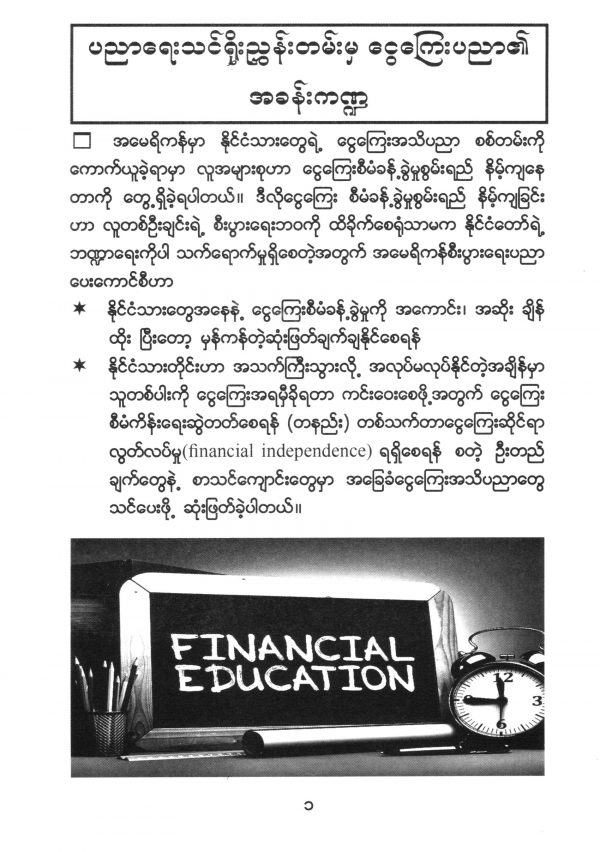 ပညာရေးသင်ရိုးညွှန်းတမ်းမှ ငွေကြေးပညာ၏
အခန်းကဏ္ဍ
□ အမေရိကန်မှာ နိုင်ငံသားတွေရဲ့ ငွေကြေးအသိပညာ စစ်တမ်းကို
ကောက်ယူခဲ့ရာမှာ လူအများစုဟာ ငွေကြေးစီမံခန့်ခွဲမှုစွမ်းရည် နိမ့်ကျနေ
တာကို တွေ့ရှိခဲ့ရပါတယ်။ ဒီလိုငွေကြေး စီမံခန့်ခွဲမှုစွမ်းရည် နိမ့်ကျခြင်း
ဟာ လူတစ်ဦးချင်းရဲ့ စီးပွားရေးဘဝကို ထိခိုက်စေရုံသာမက နိုင်ငံတော်ရဲ့
ဘဏ္ဍာရေးကိုပါ သက်ရောက်မှုရှိစေတဲ့အတွက် အမေရိကန်စီးပွားရေးပညာ
ပေးကောင်စီဟာ
★ နိုင်ငံသားတွေအနေနဲ့ ငွေကြေးစီမံခန့်ခွဲမှုကို အကောင်း၊ အဆိုး ချိန်
ထိုး ပြီးတော့ မှန်ကန်တဲ့ဆုံးဖြတ်ချက်ချနိုင်စေရန်
★ နိုင်ငံသားတိုင်းဟာ အသက်ကြီးသွားလို့ အလုပ်မလုပ်နိုင်တဲ့အချိန်မှာ
သူတစ်ပါးကို ငွေကြေးအရမှီခိုရတာ ကင်းဝေးစေဖို့အတွက် ငွေကြေး
စီမံကိန်းရေးဆွဲတတ်စေရန် (တနည်း) တစ်သက်တာငွေကြေးဆိုင်ရာ
လွတ်လပ်မှု(financial independence) ရရှိစေရန် စတဲ့ ဦးတည်
ချက်တွေနဲ့ စာသင်ကျောင်းတွေမှာ အခြေခံငွေကြေးအသိပညာတွေ
သင်ပေးဖို့ ဆုံးဖြတ်ခဲ့ပါတယ်။
FINANCIAL
EDUCATION
12
9
3
6
၁